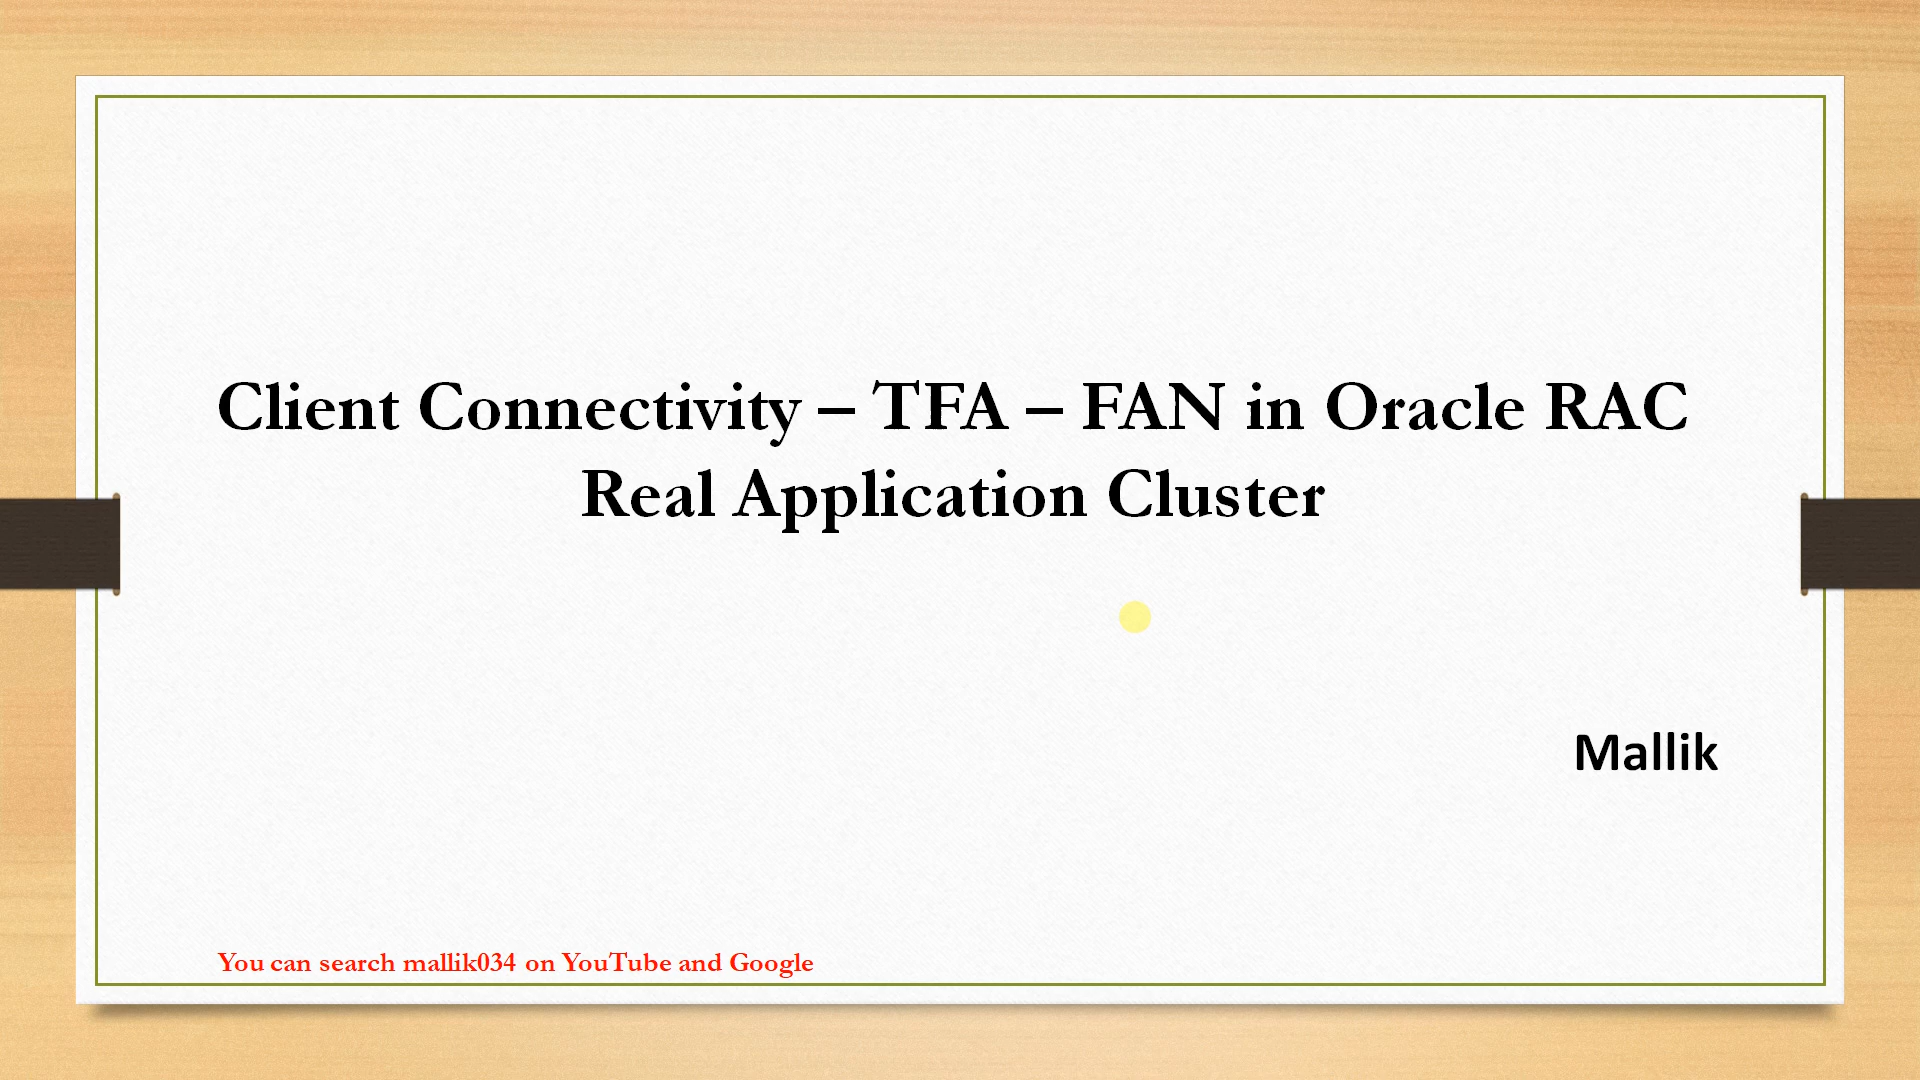 Client Connectivity – TFA – FAN in Oracle RAC
Real Application Cluster
Mallik
You can search mallik034 on YouTube and Google